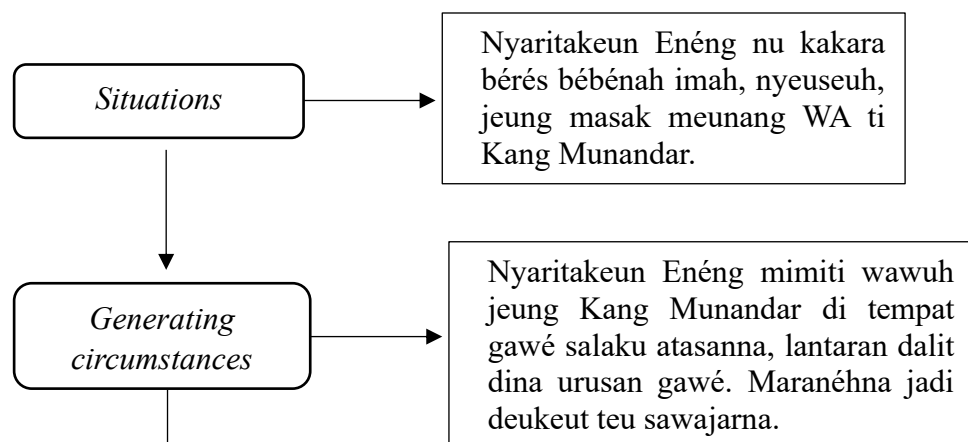 Situations
Nyaritakeun Enéng nu kakara
bérés bébénah imah, nyeuseuh,
jeung masak meunang WA ti
Kang Munandar.
Generating
circumstances
Nyaritakeun Enéng mimiti wawuh
jeung Kang Munandar di tempat
gawé salaku atasanna, lantaran dalit
dina urusan gawé. Maranéhna jadi
deukeut teu sawajarna.